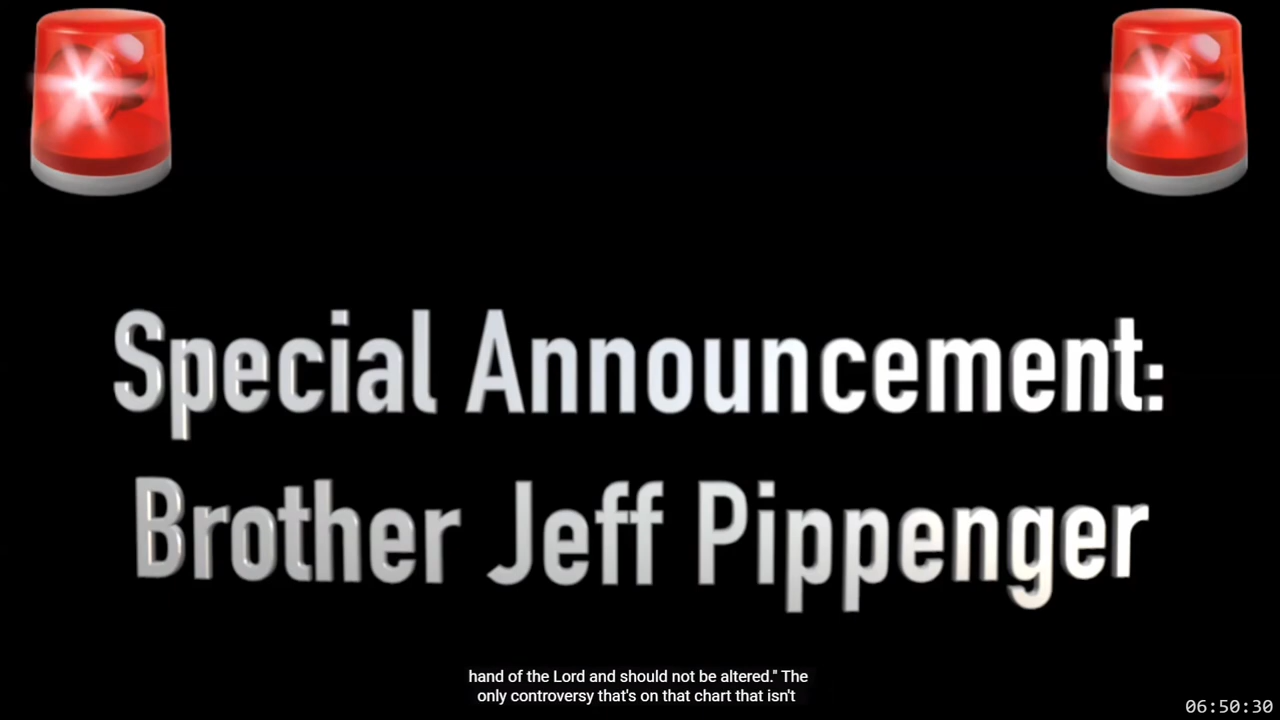 Special Announcement:
Brother Jeff Pippenger
hand of the Lord and should not be altered." The
only controversy that's on that chart that isn't
06:50:30